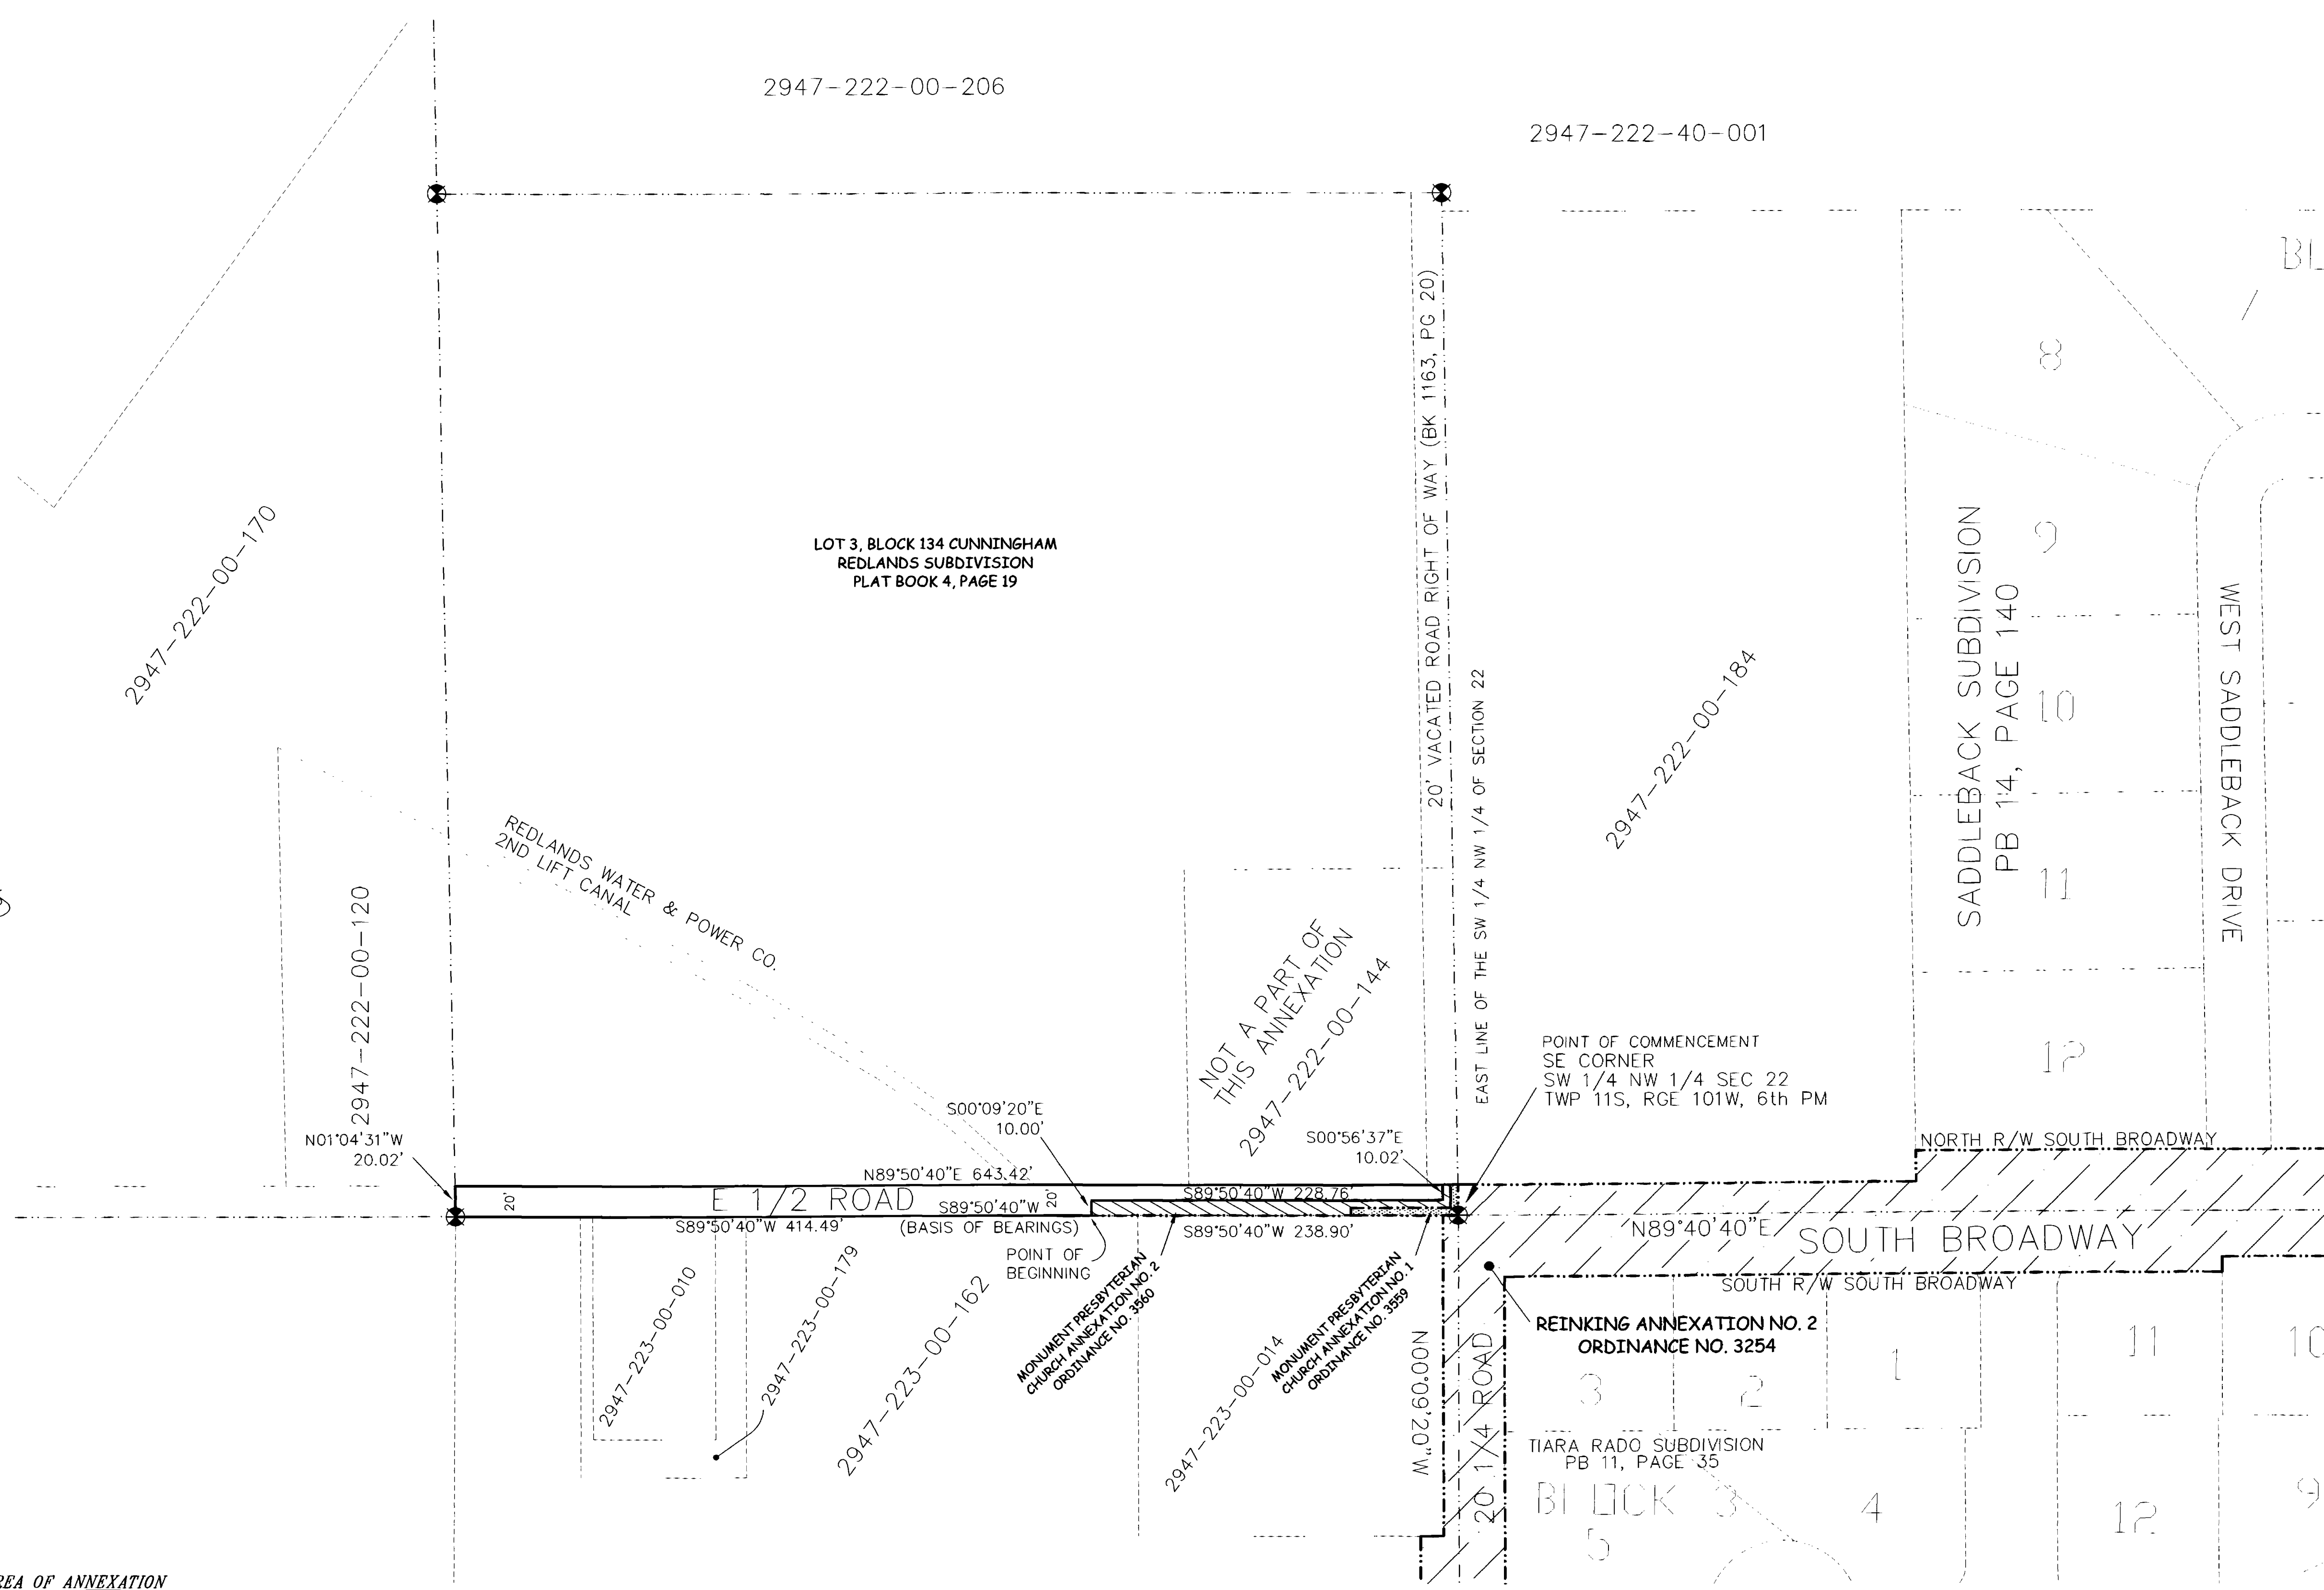 2947-222-00-206
2947-222-40-001
2947-222-00-170
LOT 3, BLOCK 134 CUNNINGHAM
REDLANDS SUBDIVISION
PLAT BOOK 4, PAGE 19
20' VACATED ROAD RIGHT OF WAY (BK 1163, PG 20)
EAST LINE OF THE SW 1/4 NW 1/4 OF SECTION 22
2947-222-00-184
SADDLEBACK SUBDIVISION
PB 14, PAGE 140
WEST SADDLEBACK DRIVE
BL
8
9
10
11
12
REDLANDS WATER & POWER CO.
2ND LIFT CANAL
2947-222-00-120
NOT A PART OF
THIS ANNEXATION
2947-222-00-144
POINT OF COMMENCEMENT
SE CORNER
SW 1/4 NW 1/4 SEC 22
TWP 11S, RGE 101W, 6th PM
N01°04'31"W
20.02'
S00°09'20"E
10.00'
S00°56'37"E
10.02'
NORTH R/W SOUTH BROADWAY
N89°50'40"E 643.42'
20'
E 1/2 ROAD
S89°50'40"W
20'
S89°50'40"W 228.76'
S89°50'40"W 414.49'
(BASIS OF BEARINGS)
S89°50'40"W 238.90'
N89°40'40"E
SOUTH BROADWAY
SOUTH R/W SOUTH BROADWAY
POINT OF
BEGINNING
2947-223-00-010
2947-223-00-179
2947-223-00-162
MONUMENT PRESBYTERIAN
CHURCH ANNEXATION NO. 2
ORDINANCE NO. 3560
2947-223-00-014
MONUMENT PRESBYTERIAN
CHURCH ANNEXATION NO. 1
ORDINANCE NO. 3559
N00°09'20"W
20 1/4 ROAD
REINKING ANNEXATION NO. 2
ORDINANCE NO. 3254
3
2
1
11
10
TIARA RADO SUBDIVISION
PB 11, PAGE 35
BLOCK 3
5
4
12
9
REA OF ANNEXATION